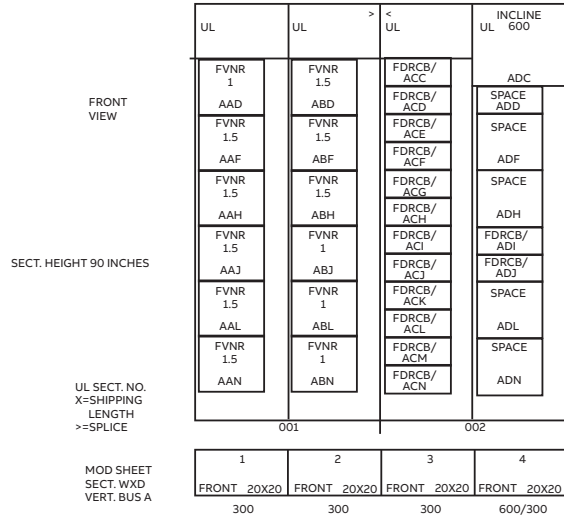 > < INCLINE
UL UL UL UL 600
FVNR
1
AAD
FVNR
1.5
AAF
FVNR
1.5
AAH
FVNR
1.5
AAJ
FVNR
1.5
AAL
FVNR
1.5
AAN
FVNR
1.5
ABD
FVNR
1.5
ABF
FVNR
1.5
ABH
FVNR
1
ABJ
FVNR
1
ABL
FVNR
1
ABN
FDRCB/
ACC
FDRCB/
ACD
FDRCB/
ACE
FDRCB/
ACF
FDRCB/
ACG
FDRCB/
ACH
FDRCB/
ACI
FDRCB/
ACJ
FDRCB/
ACK
FDRCB/
ACL
FDRCB/
ACM
FDRCB/
ACN
ADC
SPACE
ADD
SPACE
ADF
SPACE
ADH
FDRCB/
ADI
FDRCB/
ADJ
SPACE
ADL
SPACE
ADN
FRONT
VIEW
SECT. HEIGHT 90 INCHES
UL SECT. NO.
X=SHIPPING
LENGTH
>=SPLICE
001 002
MOD SHEET
SECT. WXD
VERT. BUS A
1 2 3 4
FRONT 20X20 FRONT 20X20 FRONT 20X20 FRONT 20X20
300 300 300 600/300